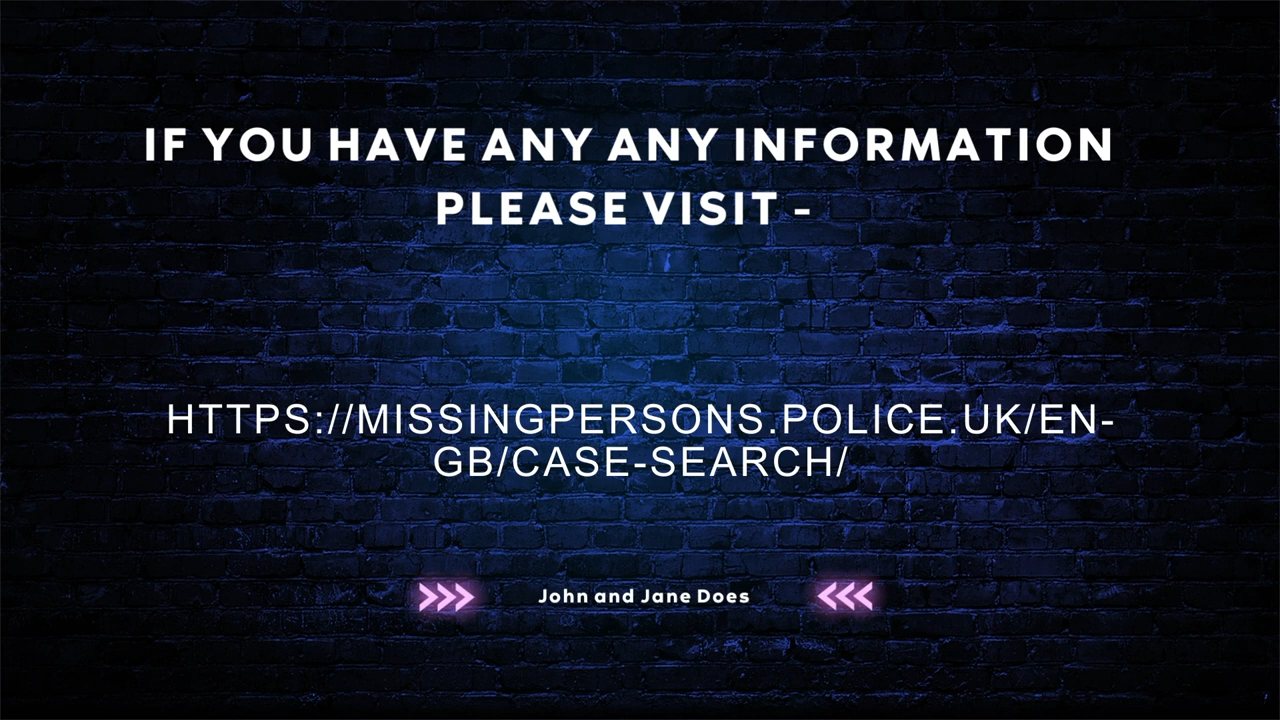 IF YOU HAVE ANY ANY INFORMATION
PLEASE VISIT -
HTTPS://MISSINGPERSONS.POLICE.UK/EN-
GB/CASE-SEARCH/
John and Jane Does